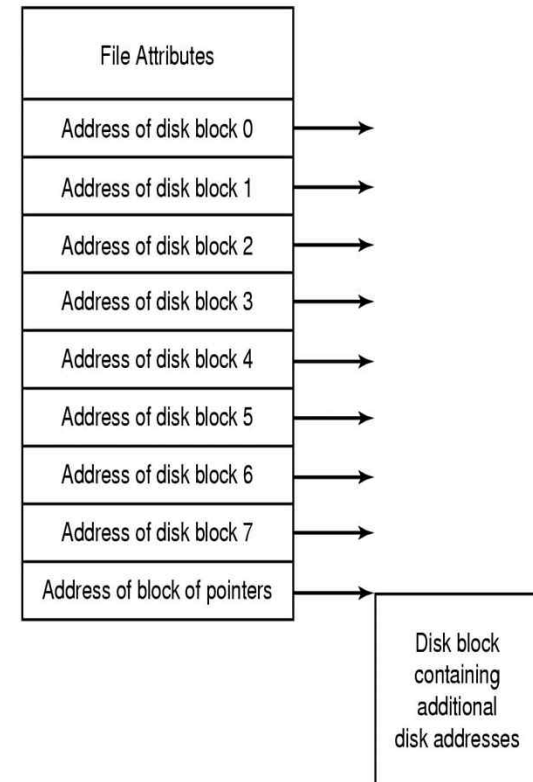 File Attributes
Address of disk block 0
Address of disk block 1
Address of disk block 2
Address of disk block 3
Address of disk block 4
Address of disk block 5
Address of disk block 6
Address of disk block 7
Address of block of pointers
Disk block
containing
additional
disk addresses